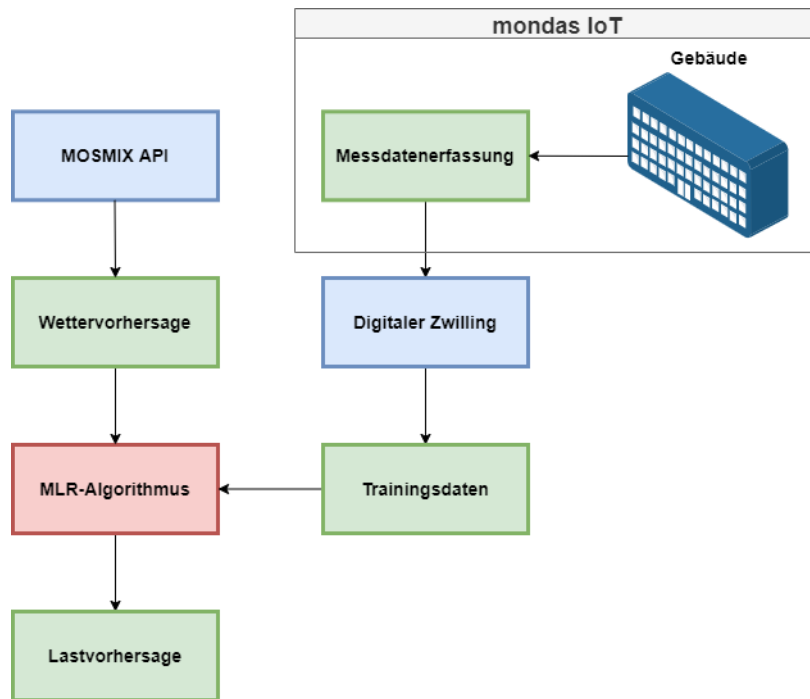 mondas IoT
Gebäude
MOSMIX API
Messdatenerfassung
Wettervorhersage
Digitaler Zwilling
MLR-Algorithmus
Trainingsdaten
Lastvorhersage